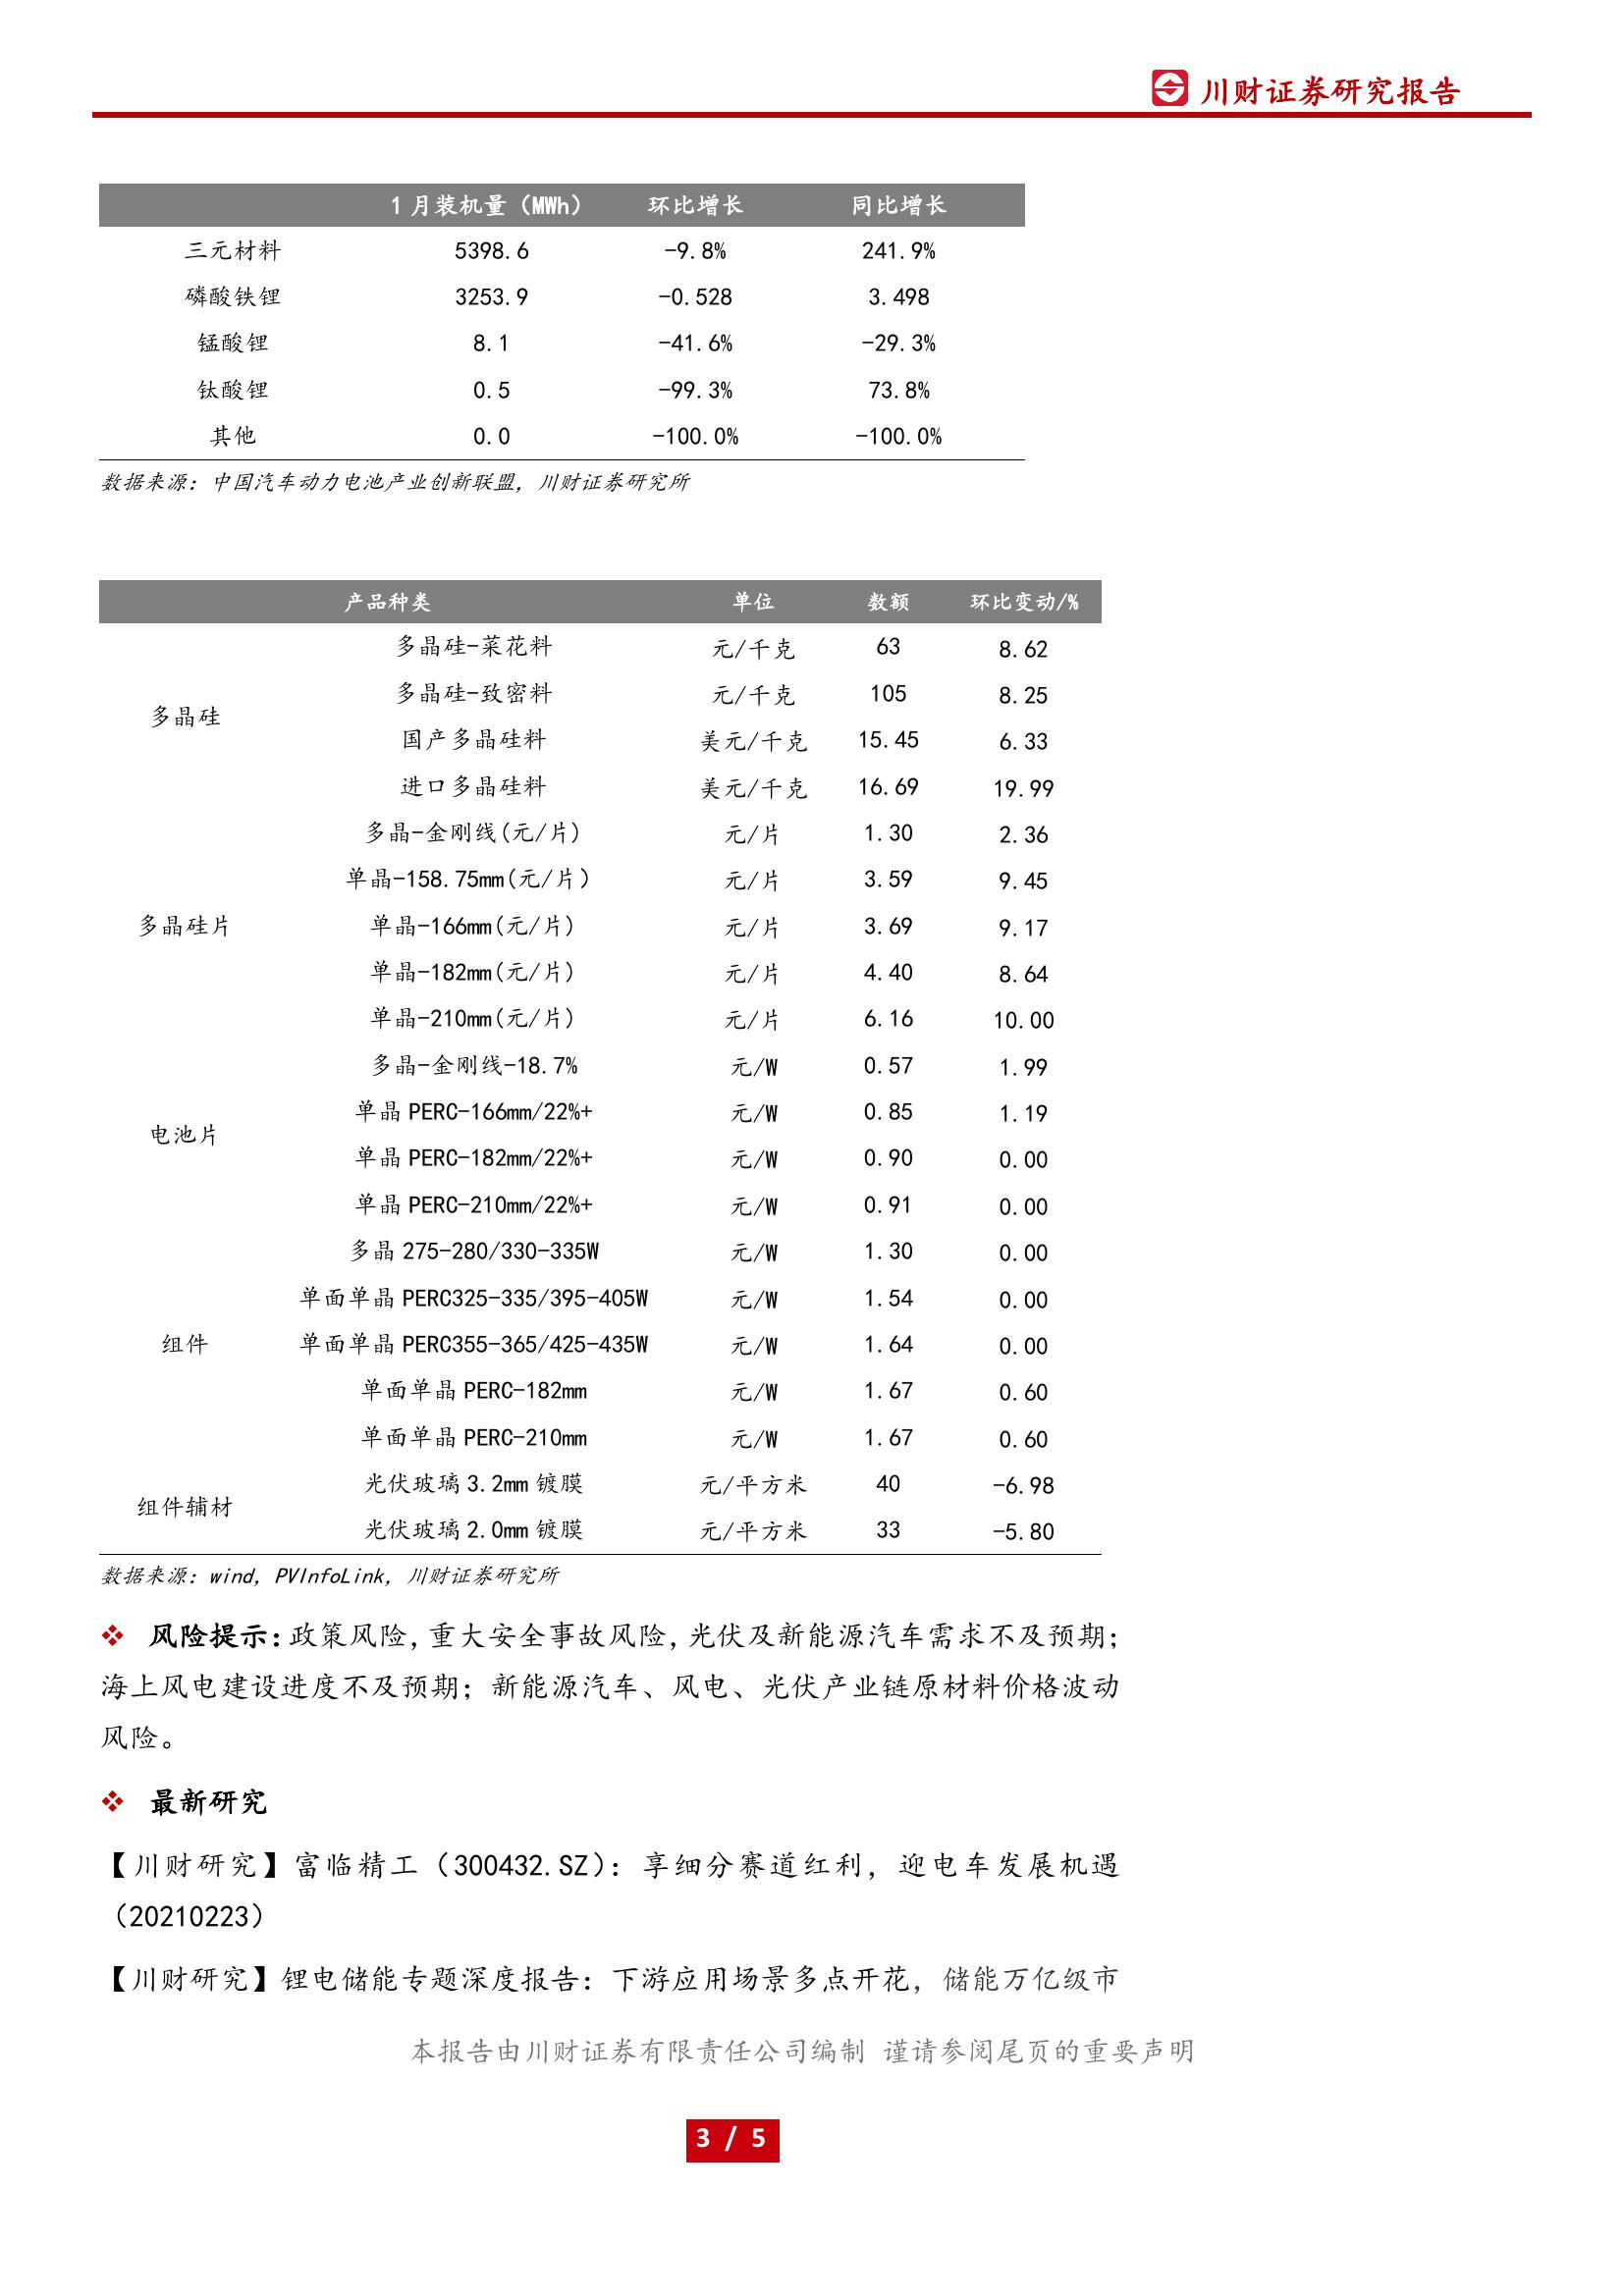 川财证券研究报告
1月装机量（MWh） 环比增长 同比增长
三元材料 5398.6 -9.8% 241.9%
磷酸铁锂 3253.9 -0.528 3.498
锰酸锂 8.1 -41.6% -29.3%
钛酸锂 0.5 -99.3% 73.8%
其他 0.0 -100.0% -100.0%
数据来源：中国汽车动力电池产业创新联盟，川财证券研究所
产品种类 单位 数额 环比变动/%
多晶硅-菜花料 元/千克 63 8.62
多晶硅-致密料 元/千克 105 8.25
多晶硅
国产多晶硅料 美元/千克 15.45 6.33
进口多晶硅料 美元/千克 16.69 19.99
多晶-金刚线(元/片) 元/片 1.30 2.36
单晶-158.75mm(元/片) 元/片 3.59 9.45
多晶硅片 单晶-166mm(元/片) 元/片 3.69 9.17
单晶-182mm(元/片) 元/片 4.40 8.64
单晶-210mm(元/片) 元/片 6.16 10.00
多晶-金刚线-18.7% 元/W 0.57 1.99
单晶 PERC-166mm/22%+ 元/W 0.85 1.19
电池片
单晶 PERC-182mm/22%+ 元/W 0.90 0.00
单晶 PERC-210mm/22%+ 元/W 0.91 0.00
多晶 275-280/330-335W 元/W 1.30 0.00
单面单晶 PERC325-335/395-405W 元/W 1.54 0.00
组件 单面单晶 PERC355-365/425-435W 元/W 1.64 0.00
单面单晶 PERC-182mm 元/W 1.67 0.60
单面单晶 PERC-210mm 元/W 1.67 0.60
光伏玻璃 3.2mm 镀膜 元/平方米 40 -6.98
组件辅材
光伏玻璃 2.0mm 镀膜 元/平方米 33 -5.80
数据来源：wind，PVInfoLink，川财证券研究所
❖ 风险提示：政策风险，重大安全事故风险，光伏及新能源汽车需求不及预期；
海上风电建设进度不及预期；新能源汽车、风电、光伏产业链原材料价格波动
风险。
❖ 最新研究
【川财研究】富临精工（300432.SZ）：享细分赛道红利，迎电车发展机遇
（20210223）
【川财研究】锂电储能专题深度报告：下游应用场景多点开花，储能万亿级市
本报告由川财证券有限责任公司编制 谨请参阅尾页的重要声明
3 / 5